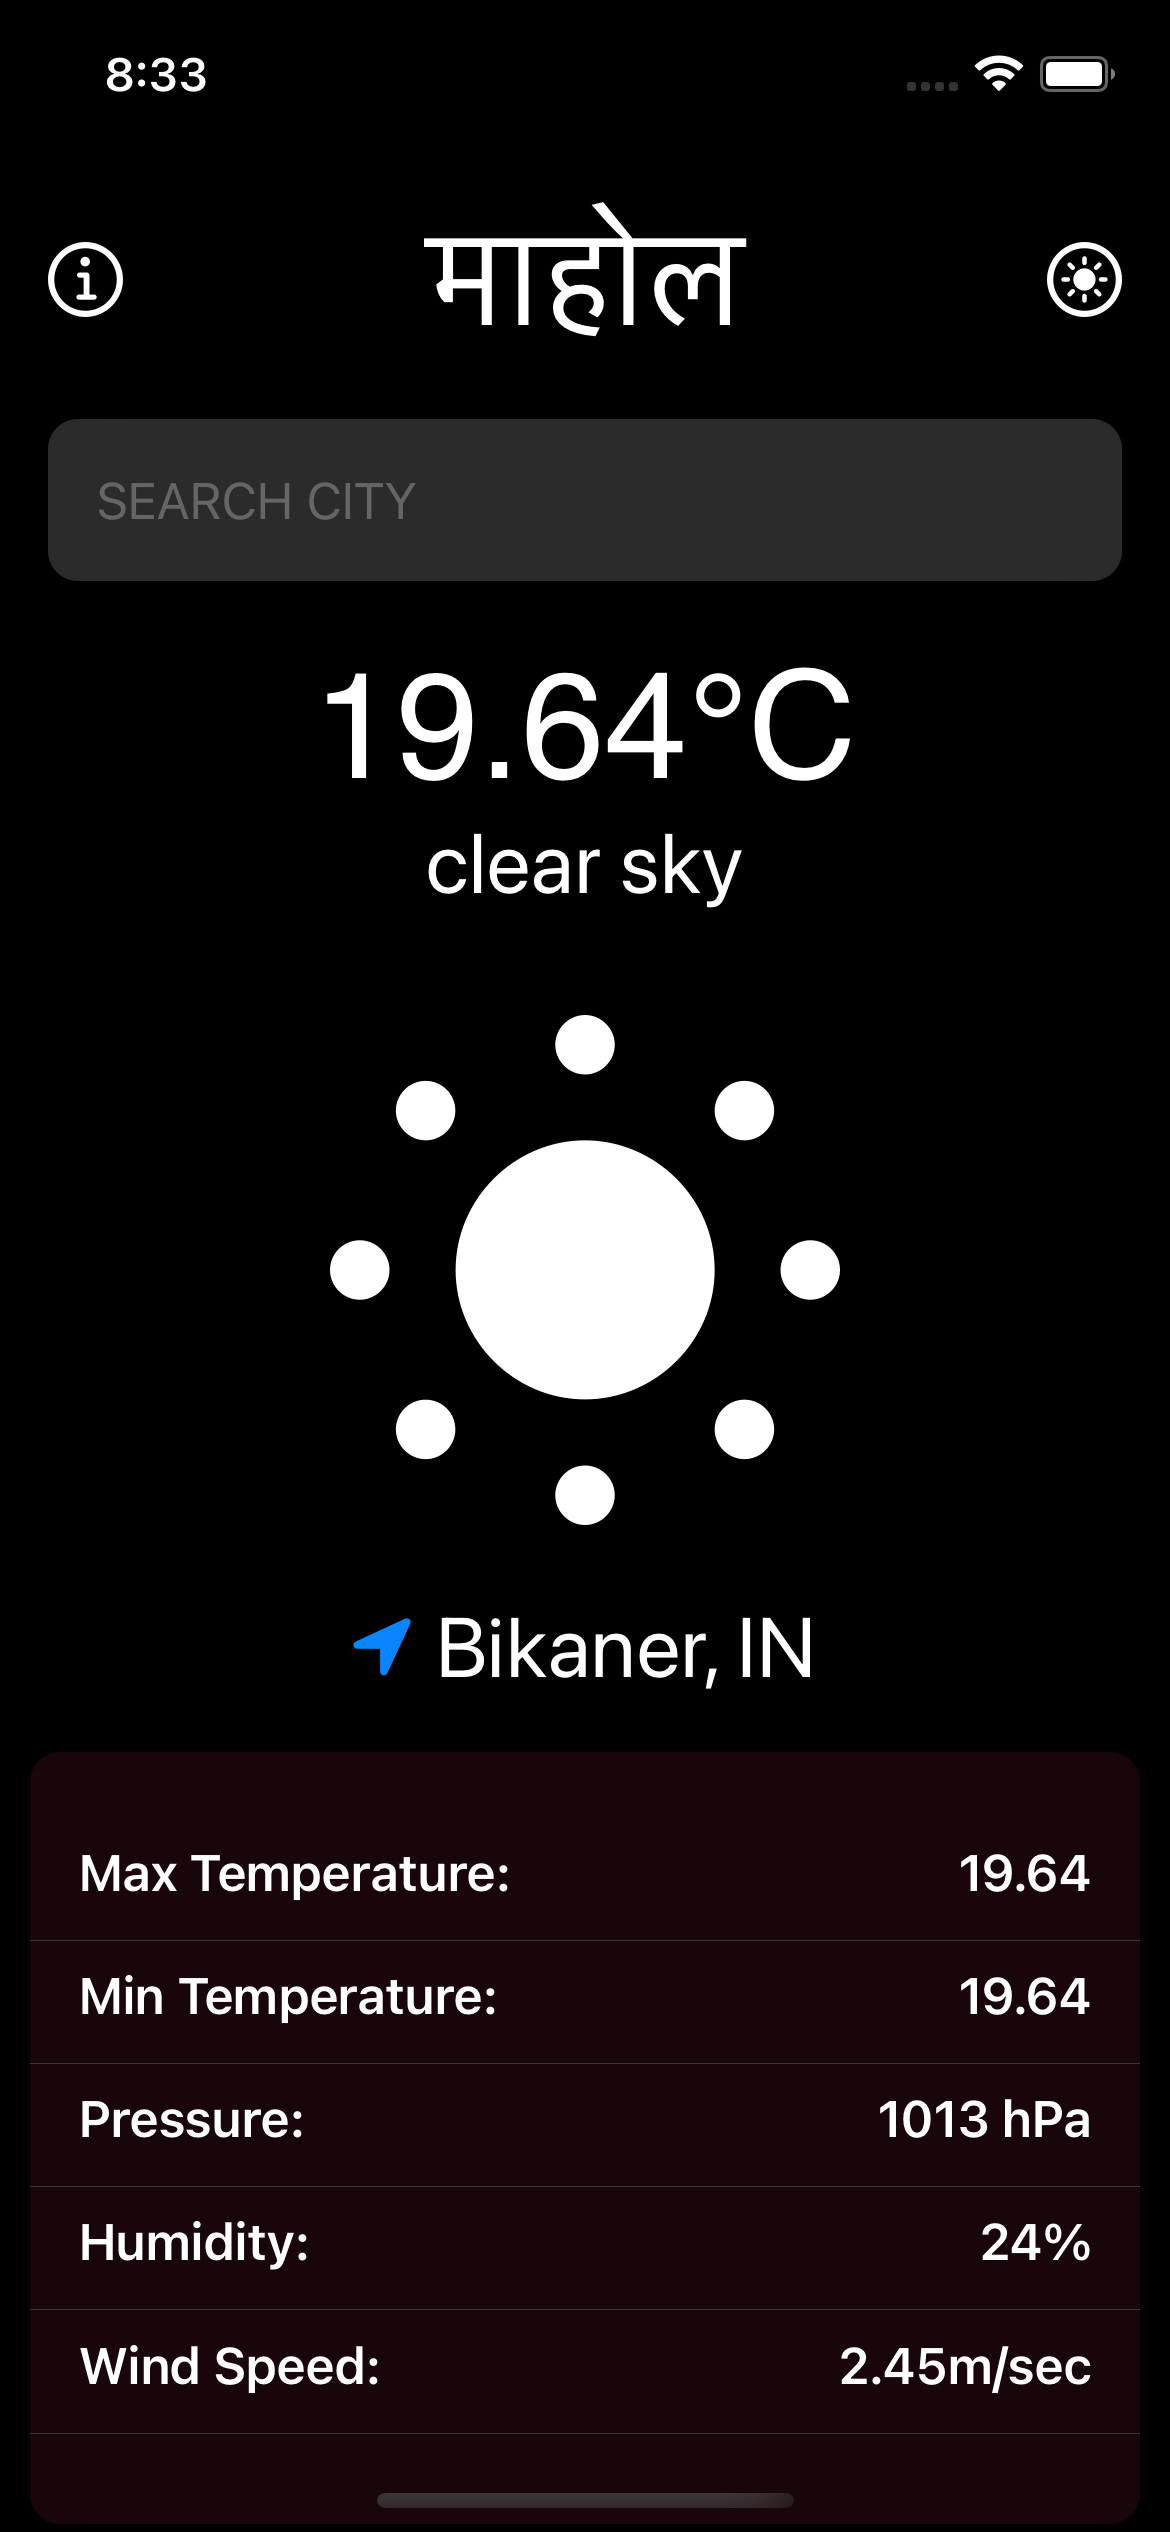 8:33
माहोल
SEARCH CITY
19.64°C
clear sky
Bikaner, IN
Max Temperature: 19.64
Min Temperature: 19.64
Pressure: 1013 hPa
Humidity: 24%
Wind Speed: 2.45m/sec